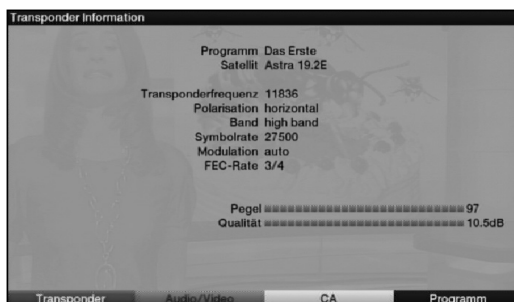 Transponder Information
Programm Das Erste
Satellit Astra 19.2E
Transponderfrequenz 11836
Polarisation horizontal
Band high band
Symbolrate 27500
Modulation auto
FEC-Rate 3/4
Pegel 97
Qualität 10.5dB
Transponder Audio/Video CA Programm